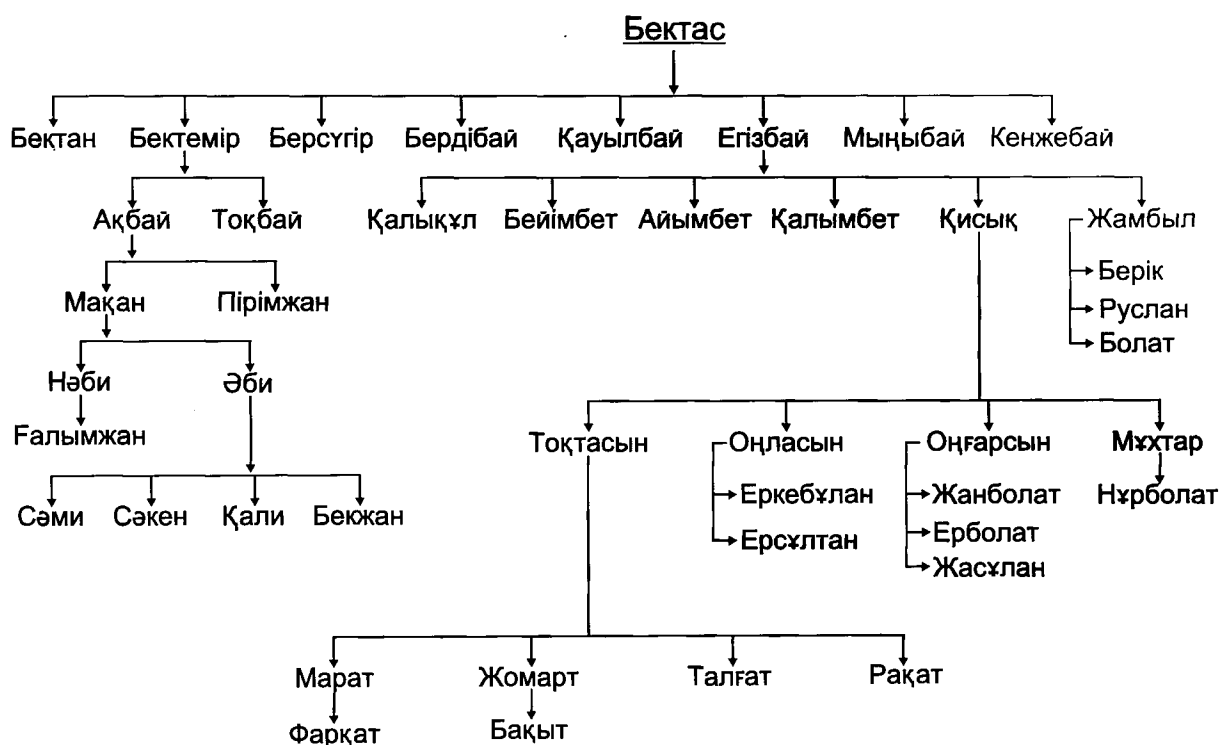 Бектас
Бектан Бектемір Берсүгір Бердібай Қауылбай Егізбай Мыңыбай Кенжебай
Ақбай Тоқбай Қалықұл Бейімбет Айымбет Қалымбет Қисық Жамбыл
Берік
Мақан Пірімжан
Руслан
Болат
Нәби Әби
Ғалымжан Тоқтасын Оңласын Оңғарсын Мұхтар
Еркебұлан Жанболат Нұрболат
Сәми Сәкен Қали Бекжан
Ерсұлтан Ерболат
Жасұлан
Марат Жомарт Талғат Рақат
Фарқат Бақыт